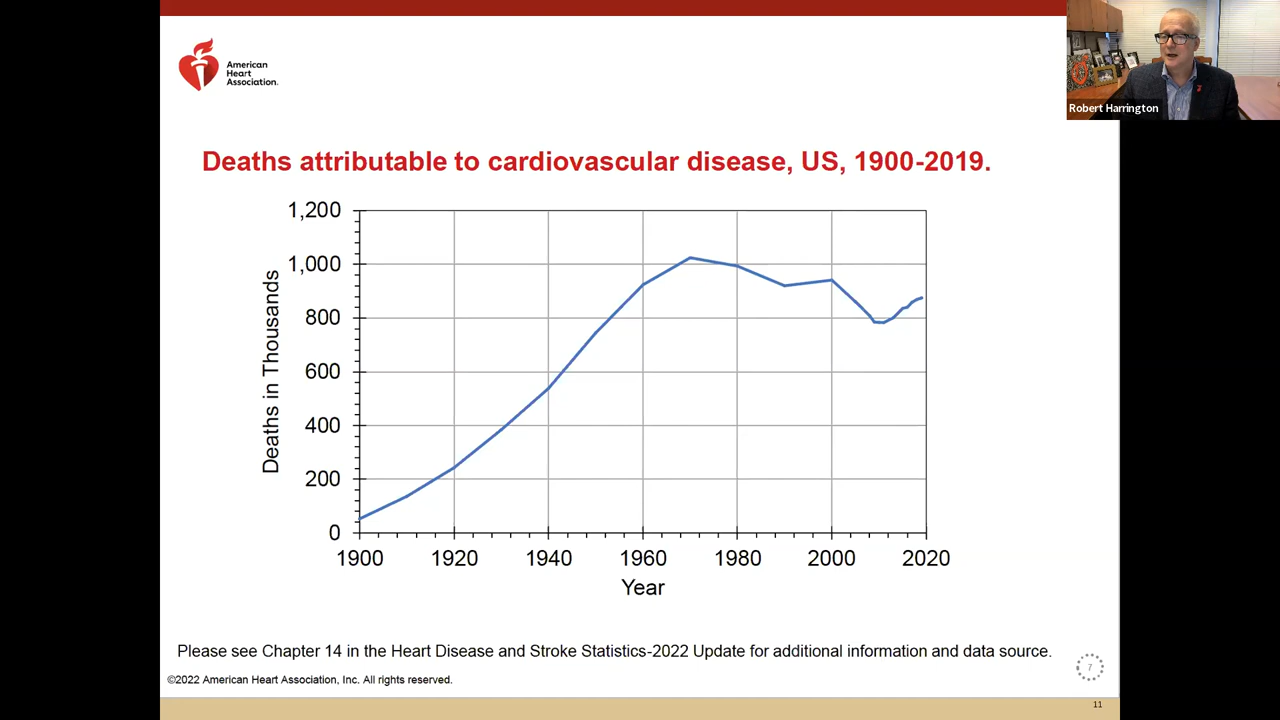 American
Heart
Association.
Robert Harrington
Deaths attributable to cardiovascular disease, US, 1900-2019.
1,200
1,000
800
600
400
200
0
Deaths in Thousands
1900 1920 1940 1960 1980 2000 2020
Year
Please see Chapter 14 in the Heart Disease and Stroke Statistics-2022 Update for additional information and data source.
7
©2022 American Heart Association, Inc. All rights reserved.
11